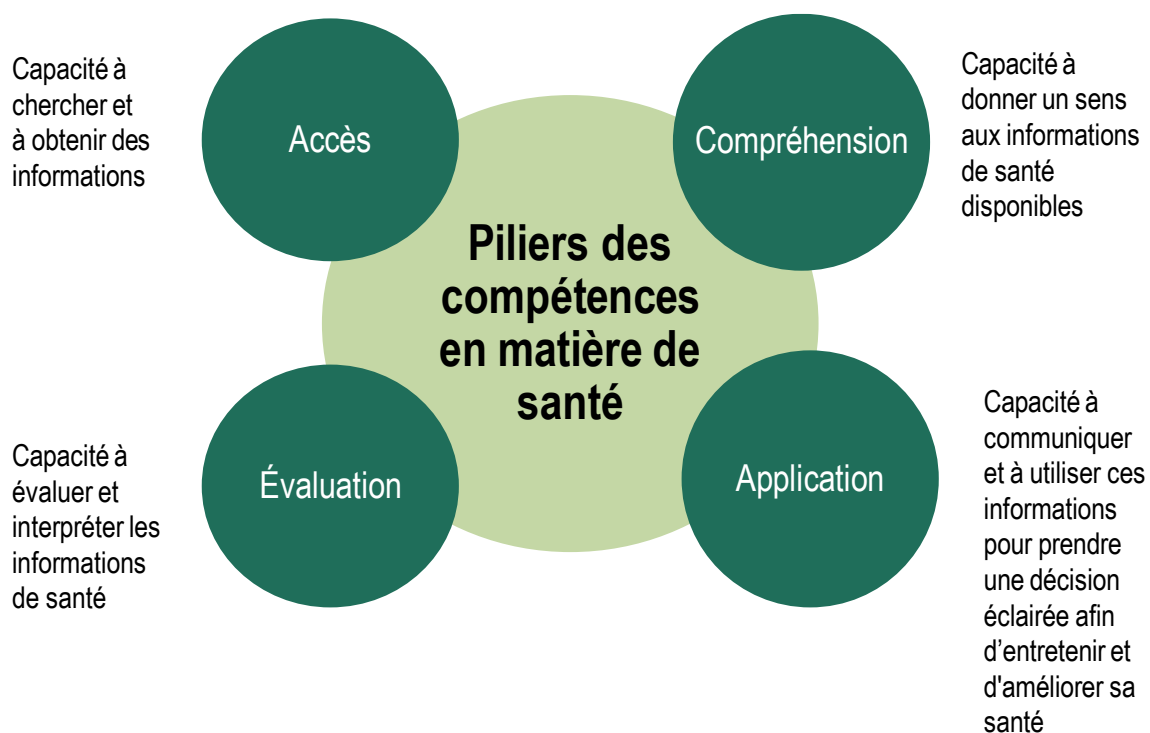 Capacité à
chercher et
à obtenir des
informations
Accès
Compréhension
Capacité à
donner un sens
aux informations
de santé
disponibles
Piliers des
compétences
en matière de
santé
Capacité à
évaluer et
interpréter les
informations
de santé
Évaluation
Application
Capacité à
communiquer
et à utiliser ces
informations
pour prendre
une décision
éclairée afin
d’entretenir et
d'améliorer sa
santé